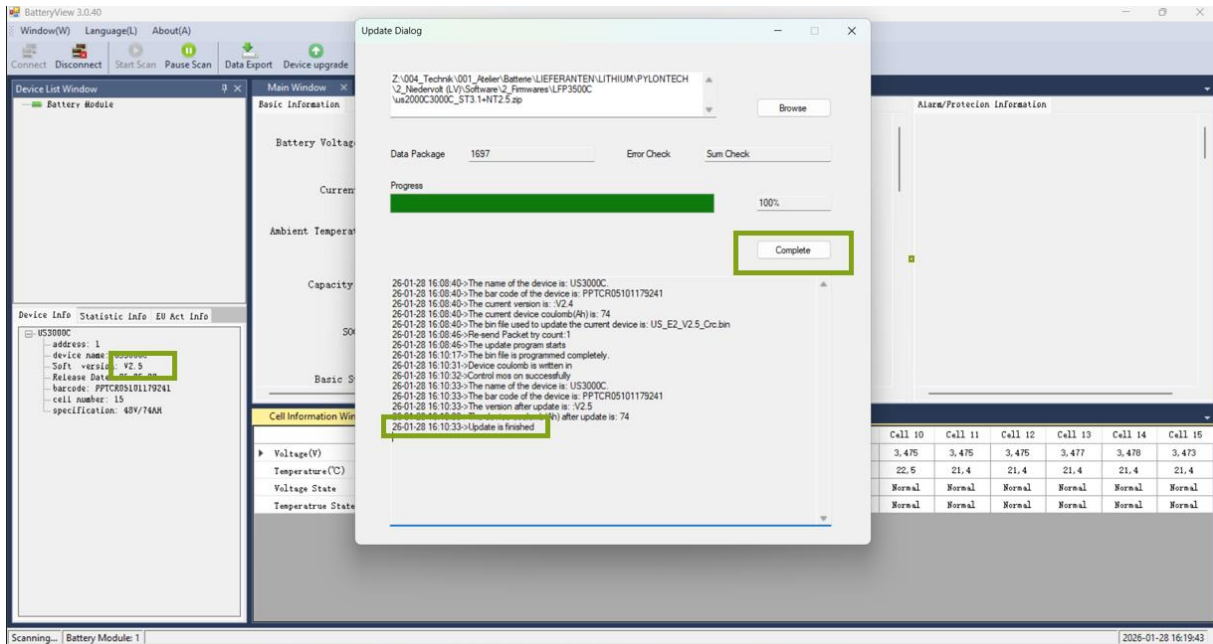 BatteryView 3.0.40
Window(W) Language(L) About(A)
Connect Disconnect Start Scan Pause Scan Data Export Device upgrade
Device List Window
Battery Module
Main Window
Basic Information
Battery Voltag
Curren
Ambient Tempera
Capacity
SO
Basic S
Alarm/Protecion Information
Update Dialog
Z:\004_Technik\001_Atelier\Batterie\LIEFERANTEN\LITHIUM\PYLONTECH
\2_Niedervolt (LV)\Software\2_Firmwares\LFP3500C
\us2000C3000C_ST3.1+NT2.5.zip
Browse
Data Package 1697 Error Check Sum Check
Progress
100%
Complete
26-01-28 16:08:40->The name of the device is: US3000C.
26-01-28 16:08:40->The bar code of the device is: PPTCR05101179241
26-01-28 16:08:40->The current version is: :V2.4
26-01-28 16:08:40->The current device coulomb(Ah) is: 74
26-01-28 16:08:40->The bin file used to update the current device is: US_E2_V2.5_Crc.bin
26-01-28 16:08:46->Re-send Packet try count:1
26-01-28 16:08:46->The update program starts
26-01-28 16:10:17->The bin file is programmed completely.
26-01-28 16:10:31->Device coulomb is written in
26-01-28 16:10:32->Control mos on successfully
26-01-28 16:10:33->The name of the device is: US3000C.
26-01-28 16:10:33->The bar code of the device is: PPTCR05101179241
26-01-28 16:10:33->The version after update is: :V2.5
after update is: 74
26-01-28 16:10:33->Update is finished
Device Info Statistic Info EU Act Info
US3000C
address: 1
device name:
Soft version: V2.5
Release Date
barcode: PPTCR05101179241
cell number: 15
specification: 48V/74AH
Cell Information Win
Cell 10 Cell 11 Cell 12 Cell 13 Cell 14 Cell 15
Voltage(V) 3,475 3,475 3,475 3,477 3,478 3,473
Temperature(℃) 22,5 21,4 21,4 21,4 21,4 21,4
Voltage State Normal Normal Normal Normal Normal Normal
Temperatrue State Normal Normal Normal Normal Normal Normal
Scanning... Battery Module: 1 2026-01-28 16:19:43